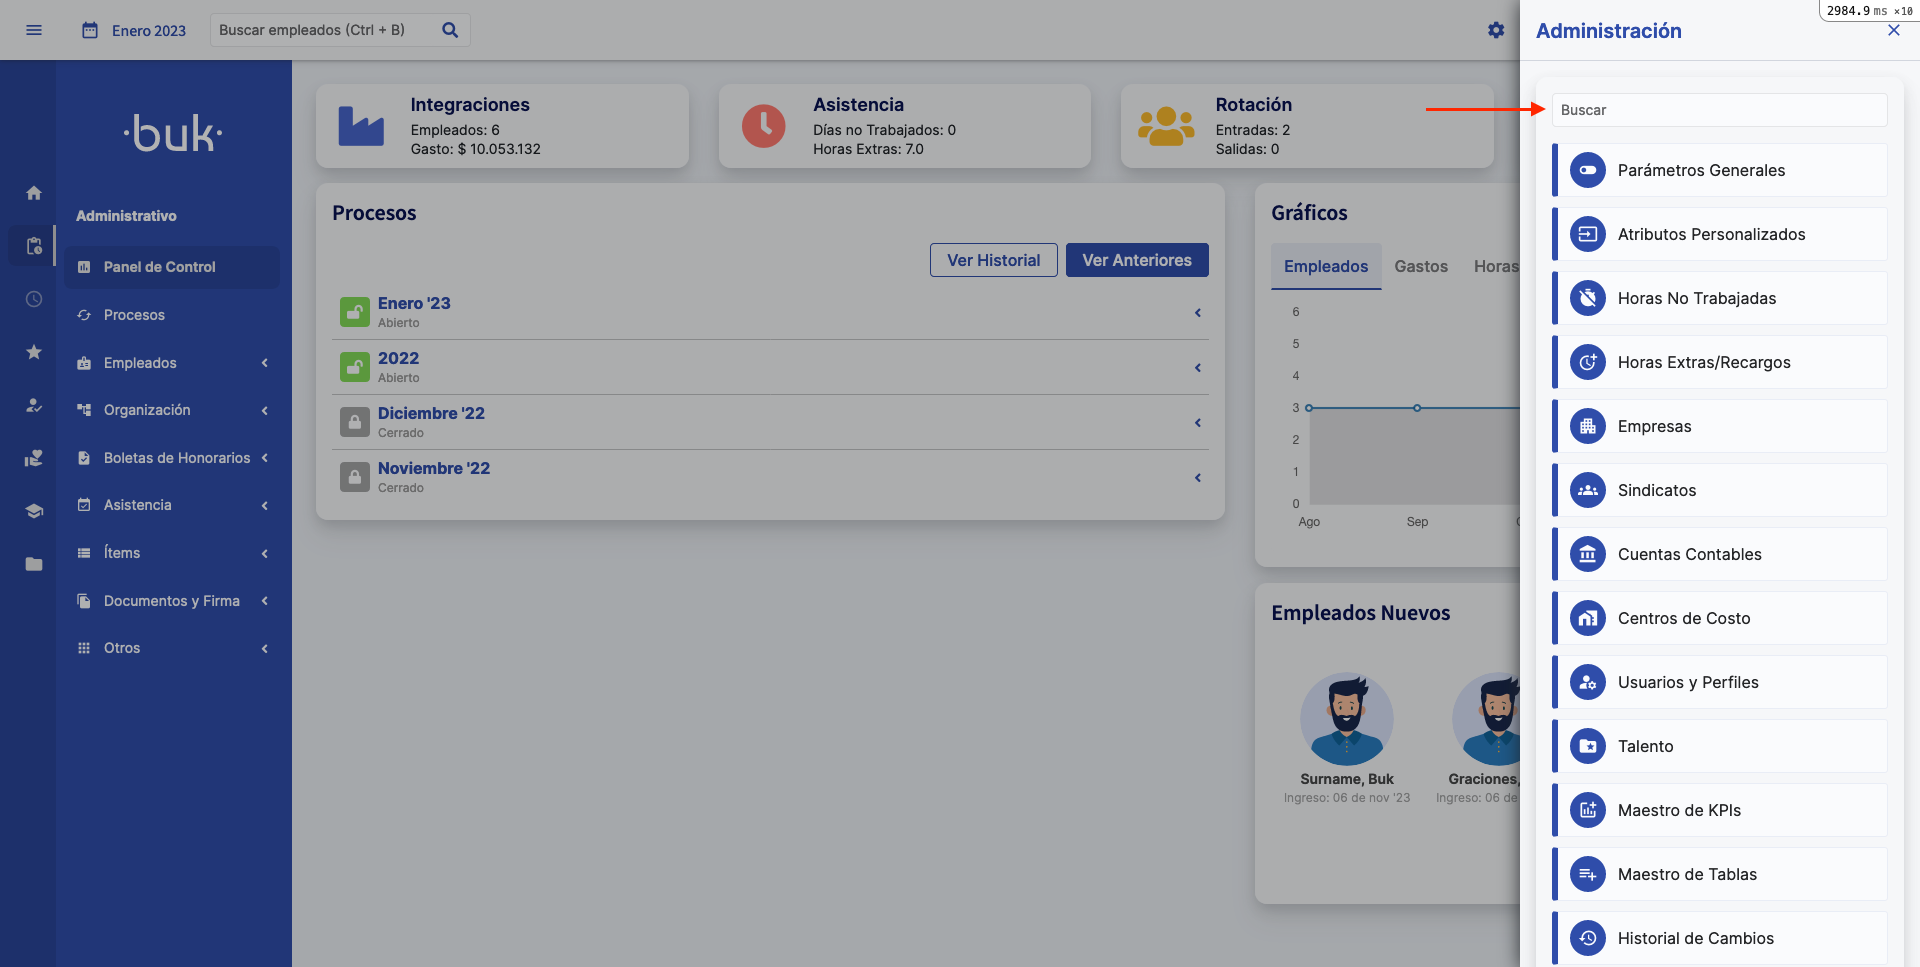 Enero 2023
Buscar empleados (Ctrl + B)
2984.9 ms ×10
Administración
·buk·
Administrativo
Panel de Control
Procesos
Empleados
Organización
Boletas de Honorarios
Asistencia
Ítems
Documentos y Firma
Otros
Integraciones
Empleados: 6
Gasto: $ 10.053.132
Asistencia
Días no Trabajados: 0
Horas Extras: 7.0
Rotación
Entradas: 2
Salidas: 0
Procesos
Ver Historial
Ver Anteriores
Enero '23
Abierto
2022
Abierto
Diciembre '22
Cerrado
Noviembre '22
Cerrado
Gráficos
Empleados Gastos Horas
6
5
4
3
2
1
0
Ago Sep
Empleados Nuevos
Surname, Buk
Ingreso: 06 de nov '23
Graciones,
Ingreso: 06 de
Buscar
Parámetros Generales
Atributos Personalizados
Horas No Trabajadas
Horas Extras/Recargos
Empresas
Sindicatos
Cuentas Contables
Centros de Costo
Usuarios y Perfiles
Talento
Maestro de KPIs
Maestro de Tablas
Historial de Cambios